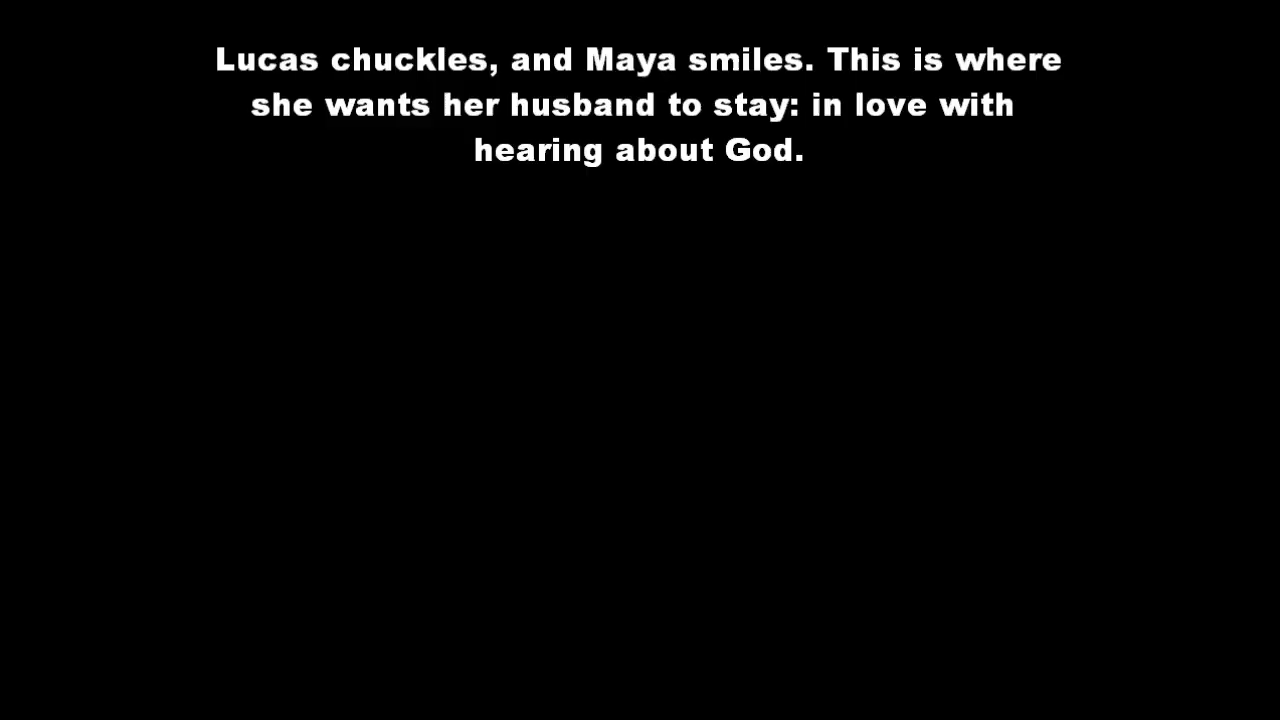 Lucas chuckles, and Maya smiles. This is where
she wants her husband to stay: in love with
hearing about God.